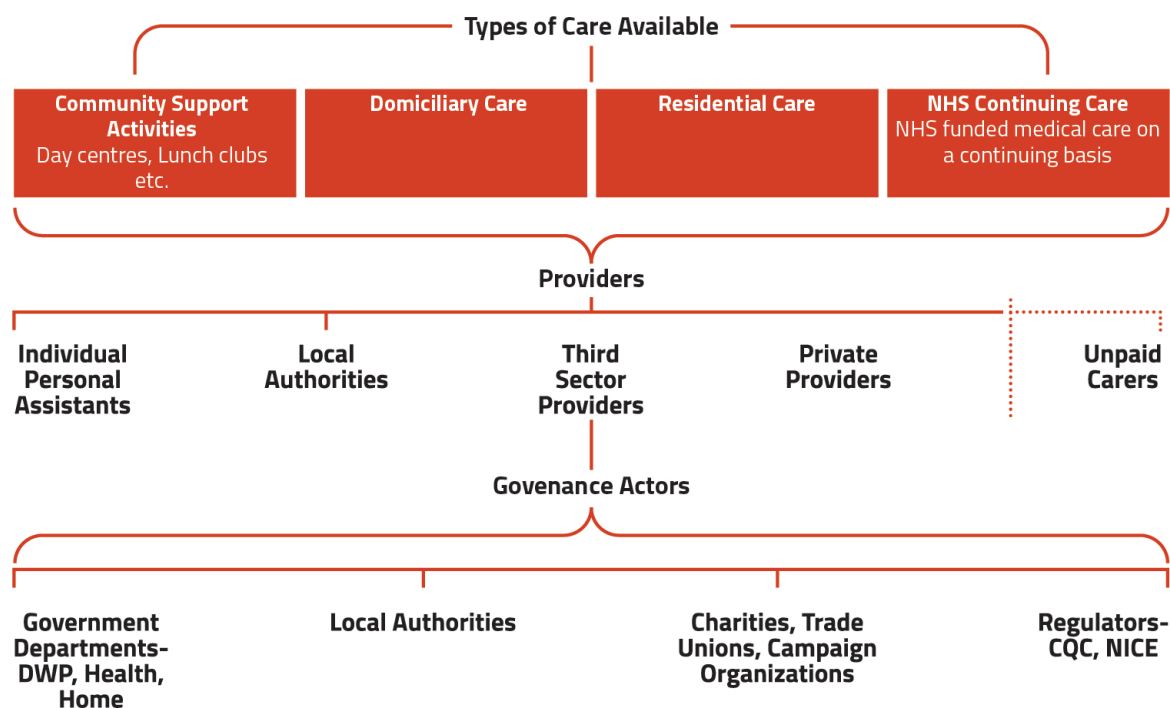 Types of Care Available
Community Support
Activities
Day centres, Lunch clubs
etc.
Domiciliary Care
Residential Care
NHS Continuing Care
NHS funded medical care on
a continuing basis
Providers
Individual
Personal
Assistants
Local
Authorities
Third
Sector
Providers
Private
Providers
Unpaid
Carers
Govenance Actors
Government
Departments-
DWP, Health,
Home
Local Authorities
Charities, Trade
Unions, Campaign
Organizations
Regulators-
CQC, NICE